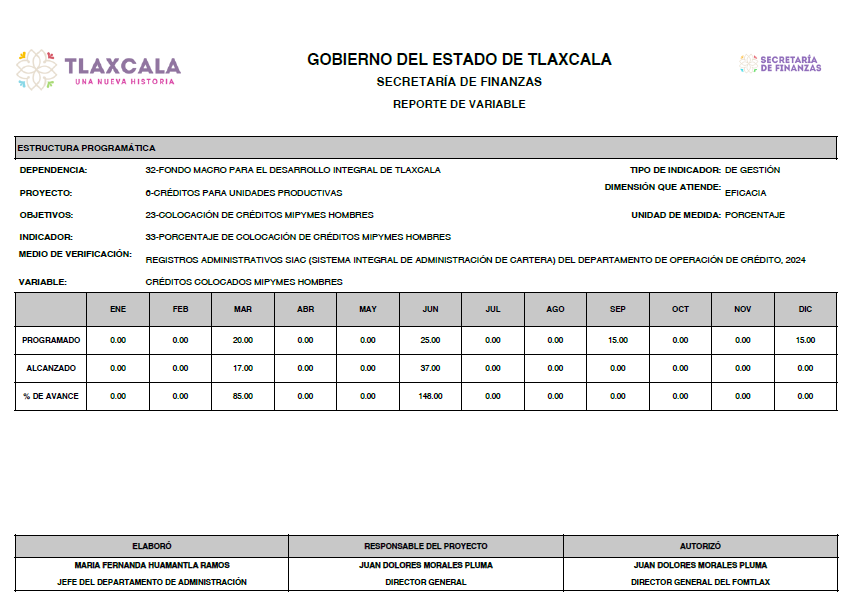 TLAXCALA
UNA NUEVA HISTORIA
GOBIERNO DEL ESTADO DE TLAXCALA
SECRETARÍA DE FINANZAS
REPORTE DE VARIABLE
SECRETARÍA
DE FINANZAS
ESTRUCTURA PROGRAMÁTICA
DEPENDENCIA: 32-FONDO MACRO PARA EL DESARROLLO INTEGRAL DE TLAXCALA TIPO DE INDICADOR: DE GESTIÓN
PROYECTO: 6-CRÉDITOS PARA UNIDADES PRODUCTIVAS DIMENSIÓN QUE ATIENDE: EFICACIA
OBJETIVOS: 23-COLOCACIÓN DE CRÉDITOS MIPYMES HOMBRES UNIDAD DE MEDIDA: PORCENTAJE
INDICADOR: 33-PORCENTAJE DE COLOCACIÓN DE CRÉDITOS MIPYMES HOMBRES
MEDIO DE VERIFICACIÓN: REGISTROS ADMINISTRATIVOS SIAC (SISTEMA INTEGRAL DE ADMINISTRACIÓN DE CARTERA) DEL DEPARTAMENTO DE OPERACIÓN DE CRÉDITO, 2024
VARIABLE: CRÉDITOS COLOCADOS MIPYMES HOMBRES
ENE FEB MAR ABR MAY JUN JUL AGO SEP OCT NOV DIC
PROGRAMADO 0.00 0.00 20.00 0.00 0.00 25.00 0.00 0.00 15.00 0.00 0.00 15.00
ALCANZADO 0.00 0.00 17.00 0.00 0.00 37.00 0.00 0.00 0.00 0.00 0.00 0.00
% DE AVANCE 0.00 0.00 85.00 0.00 0.00 148.00 0.00 0.00 0.00 0.00 0.00 0.00
ELABORÓ RESPONSABLE DEL PROYECTO AUTORIZÓ
MARIA FERNANDA HUAMANTLA RAMOS JUAN DOLORES MORALES PLUMA JUAN DOLORES MORALES PLUMA
JEFE DEL DEPARTAMENTO DE ADMINISTRACIÓN DIRECTOR GENERAL DIRECTOR GENERAL DEL FOMTLAX